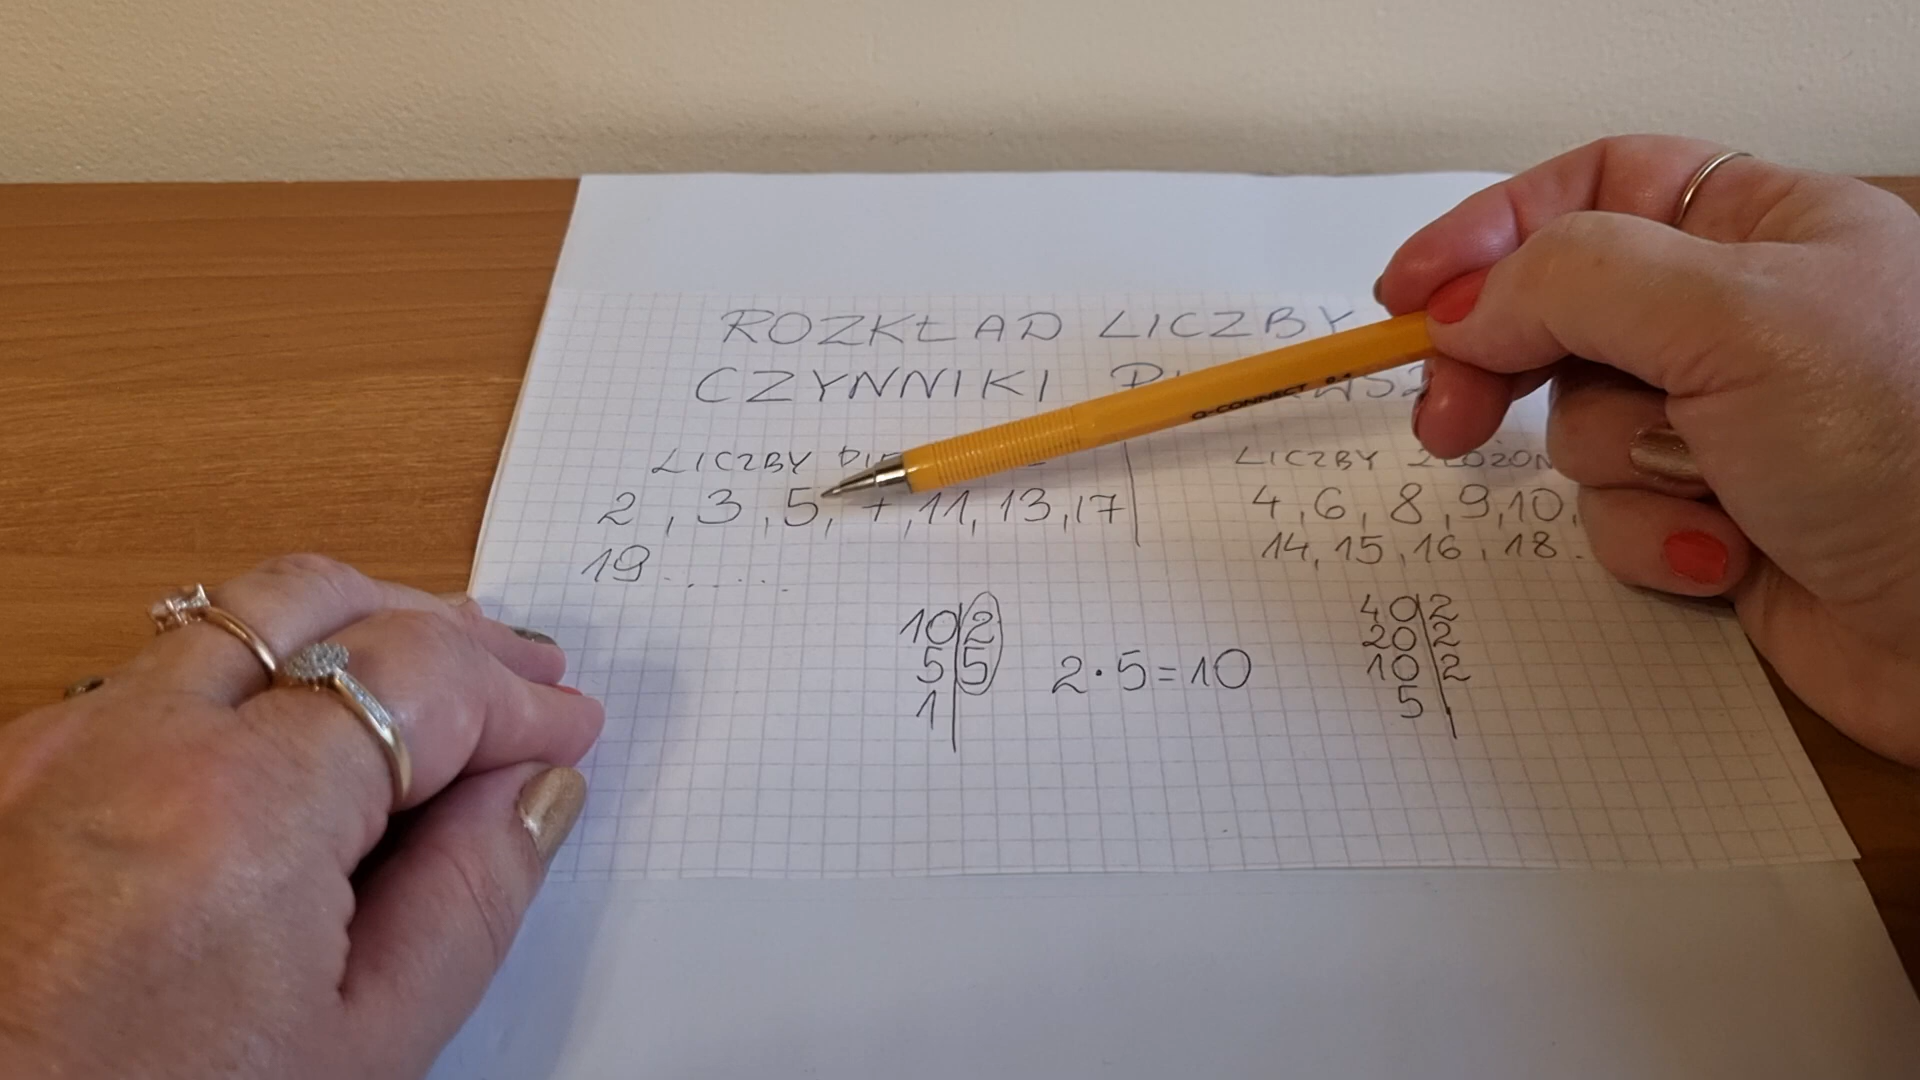 ROZKŁAD LICZBY
CZYNNIKI
Q-CONNECT
LICZBY
2, 3, 5, 7, 11, 13, 17
19......
LICZBY
4, 6, 8, 9, 10,
14, 15, 16, 18.
10|2
5|5
1|
2·5=10
40|2
20|2
10|2
5|